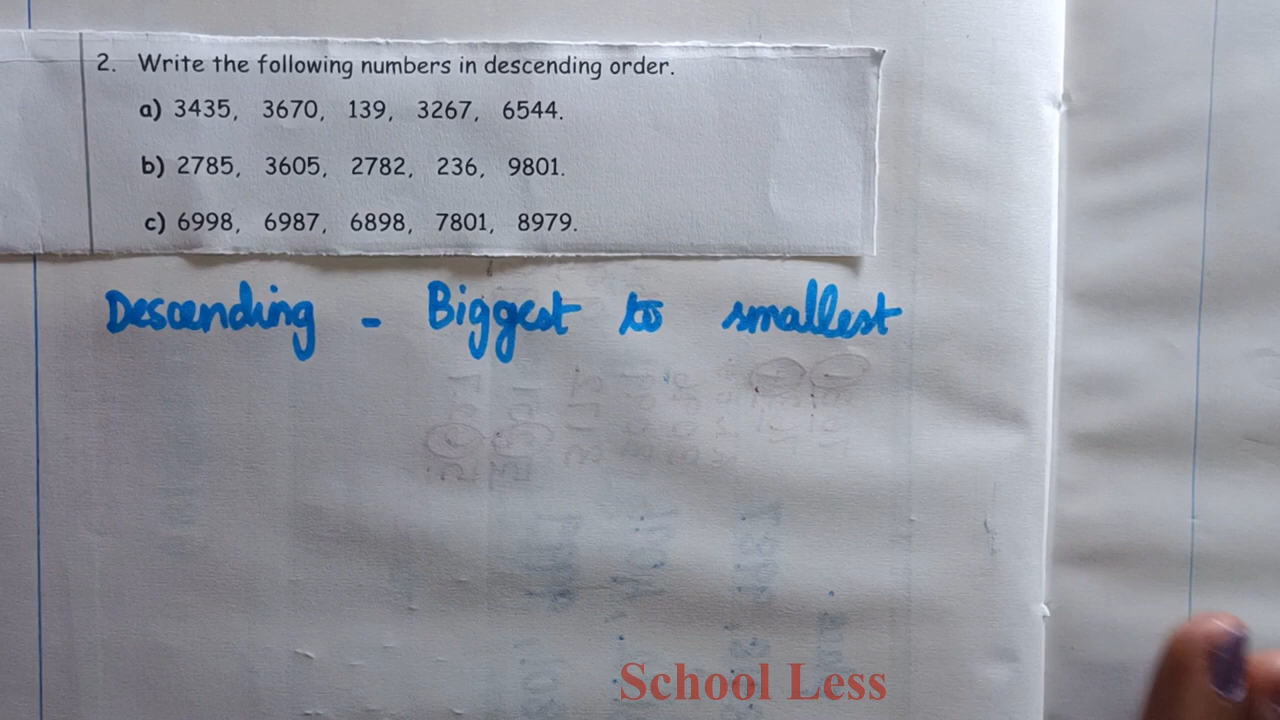 2. Write the following numbers in descending order.
a) 3435, 3670, 139, 3267, 6544.
b) 2785, 3605, 2782, 236, 9801.
c) 6998, 6987, 6898, 7801, 8979.
Descending - Biggest to smallest
School Less